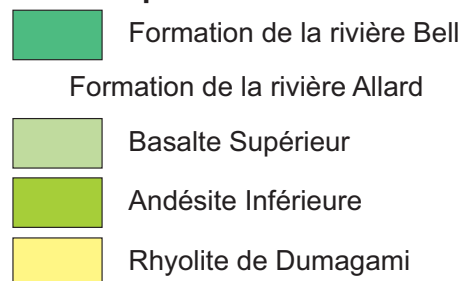 Formation de la rivière Bell
Formation de la rivière Allard
Basalte Supérieur
Andésite Inférieure
Rhyolite de Dumagami